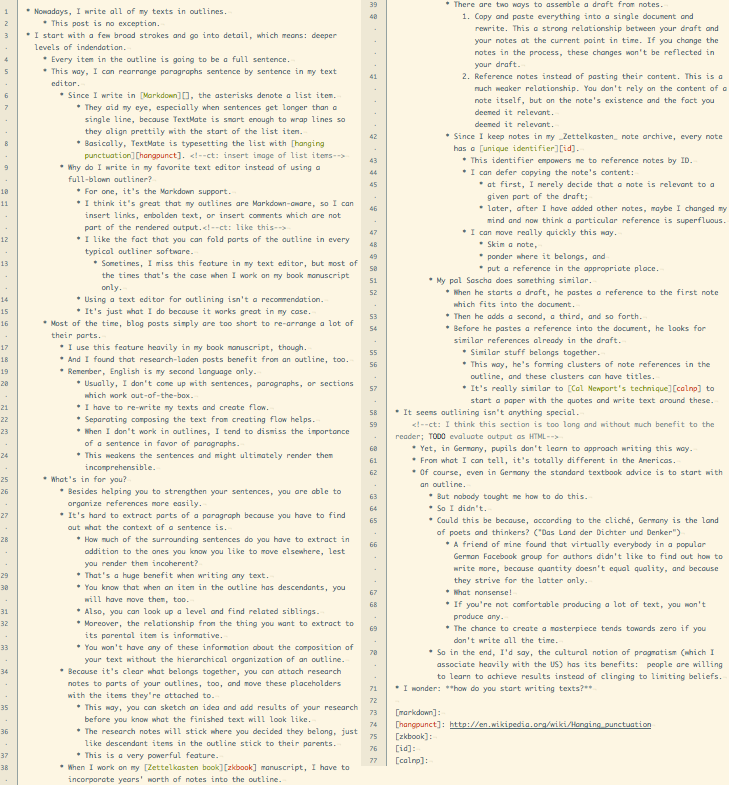 1 * Nowadays, I write all of my texts in outlines.
2 * This post is no exception.
3 * I start with a few broad strokes and go into detail, which means: deeper
levels of indendation.
4 * Every item in the outline is going to be a full sentence.
5 * This way, I can rearrange paragraphs sentence by sentence in my text
editor.
6 * Since I write in [Markdown][], the asterisks denote a list item.
7 * They aid my eye, especially when sentences get longer than a
single line, because TextMate is smart enough to wrap lines so
they align prettily with the start of the list item.
8 * Basically, TextMate is typesetting the list with [hanging
punctuation][hangpunct]. <!--ct: insert image of list items-->
9 * Why do I write in my favorite text editor instead of using a
full-blown outliner?
10 * For one, it's the Markdown support.
11 * I think it's great that my outlines are Markdown-aware, so I can
insert links, embolden text, or insert comments which are not
part of the rendered output.<!--ct: like this-->
12 * I like the fact that you can fold parts of the outline in every
typical outliner software.
13 * Sometimes, I miss this feature in my text editor, but most of
the times that's the case when I work on my book manuscript
only.
14 * Using a text editor for outlining isn't a recommendation.
15 * It's just what I do because it works great in my case.
16 * Most of the time, blog posts simply are too short to re-arrange a lot of
their parts.
17 * I use this feature heavily in my book manuscript, though.
18 * And I found that research-laden posts benefit from an outline, too.
19 * Remember, English is my second language only.
20 * Usually, I don't come up with sentences, paragraphs, or sections
which work out-of-the-box.
21 * I have to re-write my texts and create flow.
22 * Separating composing the text from creating flow helps.
23 * When I don't work in outlines, I tend to dismiss the importance
of a sentence in favor of paragraphs.
24 * This weakens the sentences and might ultimately render them
incomprehensible.
25 * What's in for you?
26 * Besides helping you to strengthen your sentences, you are able to
organize references more easily.
27 * It's hard to extract parts of a paragraph because you have to find
out what the context of a sentence is.
28 * How much of the surrounding sentences do you have to extract in
addition to the ones you know you like to move elsewhere, lest
you render them incoherent?
29 * That's a huge benefit when writing any text.
30 * You know that when an item in the outline has descendants, you
will have move them, too.
31 * Also, you can look up a level and find related siblings.
32 * Moreover, the relationship from the thing you want to extract to
its parental item is informative.
33 * You won't have any of these information about the composition of
your text without the hierarchical organization of an outline.
34 * Because it's clear what belongs together, you can attach research
notes to parts of your outlines, too, and move these placeholders
with the items they're attached to.
35 * This way, you can sketch an idea and add results of your research
before you know what the finished text will look like.
36 * The research notes will stick where you decided they belong, just
like descendant items in the outline stick to their parents.
37 * This is a very powerful feature.
38 * When I work on my [Zettelkasten book][zkbook] manuscript, I have to
incorporate years' worth of notes into the outline.
39 * There are two ways to assemble a draft from notes.
40 1. Copy and paste everything into a single document and
rewrite. This a strong relationship between your draft and
your notes at the current point in time. If you change the
notes in the process, these changes won't be reflected in
your draft.
41 2. Reference notes instead of pasting their content. This is a
much weaker relationship. You don't rely on the content of a
note itself, but on the note's existence and the fact you
deemed it relevant.
deemed it relevant.
42 * Since I keep notes in my _Zettelkasten_ note archive, every note
has a [unique identifier][id].
43 * This identifier empowers me to reference notes by ID.
44 * I can defer copying the note's content:
45 * at first, I merely decide that a note is relevant to a
given part of the draft;
46 * later, after I have added other notes, maybe I changed my
mind and now think a particular reference is superfluous.
47 * I can move really quickly this way.
48 * Skim a note,
49 * ponder where it belongs, and
50 * put a reference in the appropriate place.
51 * My pal Sascha does something similar.
52 * When he starts a draft, he pastes a reference to the first note
which fits into the document.
53 * Then he adds a second, a third, and so forth.
54 * Before he pastes a reference into the document, he looks for
similar references already in the draft.
55 * Similar stuff belongs together.
56 * This way, he's forming clusters of note references in the
outline, and these clusters can have titles.
57 * It's really similar to [Cal Newport's technique][calnp] to
start a paper with the quotes and write text around these.
58 * It seems outlining isn't anything special.
59 <!--ct: I think this section is too long and without much benefit to the
reader; TODO evaluate output as HTML-->
60 * Yet, in Germany, pupils don't learn to approach writing this way.
61 * From what I can tell, it's totally different in the Americas.
62 * Of course, even in Germany the standard textbook advice is to start with
an outline.
63 * But nobody taught me how to do this.
64 * So I didn't.
65 * Could this be because, according to the cliché, Germany is the land
of poets and thinkers? ("Das Land der Dichter und Denker")
66 * A friend of mine found that virtually everybody in a popular
German Facebook group for authors didn't like to find out how to
write more, because quantity doesn't equal quality, and because
they strive for the latter only.
67 * What nonsense!
68 * If you're not comfortable producing a lot of text, you won't
produce any.
69 * The chance to create a masterpiece tends towards zero if you
don't write all the time.
70 * So in the end, I'd say, the cultural notion of pragmatism (which I
associate heavily with the US) has its benefits: people are willing
to learn to achieve results instead of clinging to limiting beliefs.
71 * I wonder: **how do you start writing texts?**
72
73 [markdown]:
74 [hangpunct]: http://en.wikipedia.org/wiki/Hanging_punctuation
75 [zkbook]:
76 [id]:
77 [calnp]: